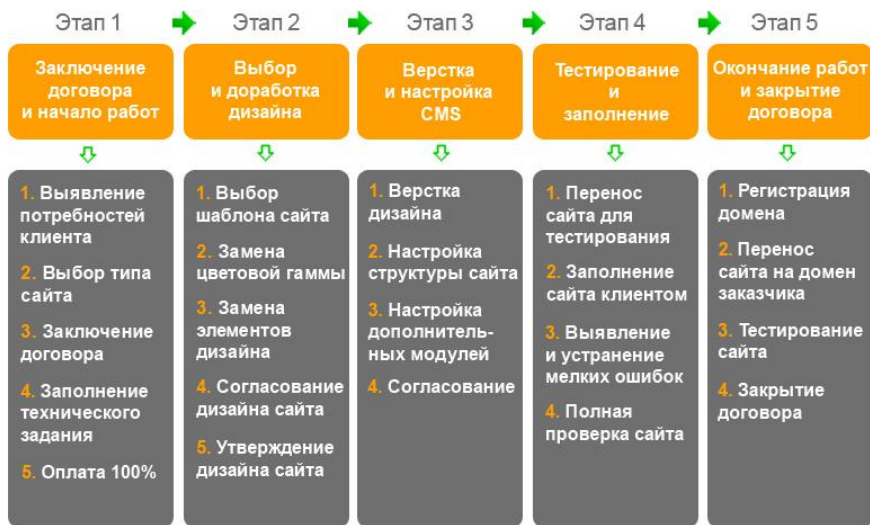 Этап 1
Этап 2
Этап 3
Этап 4
Этап 5
Заключение
договора
и начало работ
Выбор
и доработка
дизайна
Верстка
и настройка
CMS
Тестирование
и
заполнение
Окончание работ
и закрытие
договора
1. Выявление
потребностей
клиента
2. Выбор типа
сайта
3. Заключение
договора
4. Заполнение
технического
задания
5. Оплата 100%
1. Выбор
шаблона сайта
2. Замена
цветовой гаммы
3. Замена
элементов
дизайна
4. Согласование
дизайна сайта
5. Утверждение
дизайна сайта
1. Верстка
дизайна
2. Настройка
структуры сайта
3. Настройка
дополнитель-
ных модулей
4. Согласование
1. Перенос
сайта для
тестирования
2. Заполнение
сайта клиентом
3. Выявление
и устранение
мелких ошибок
4. Полная
проверка сайта
1. Регистрация
домена
2. Перенос
сайта на домен
заказчика
3. Тестирование
сайта
4. Закрытие
договора